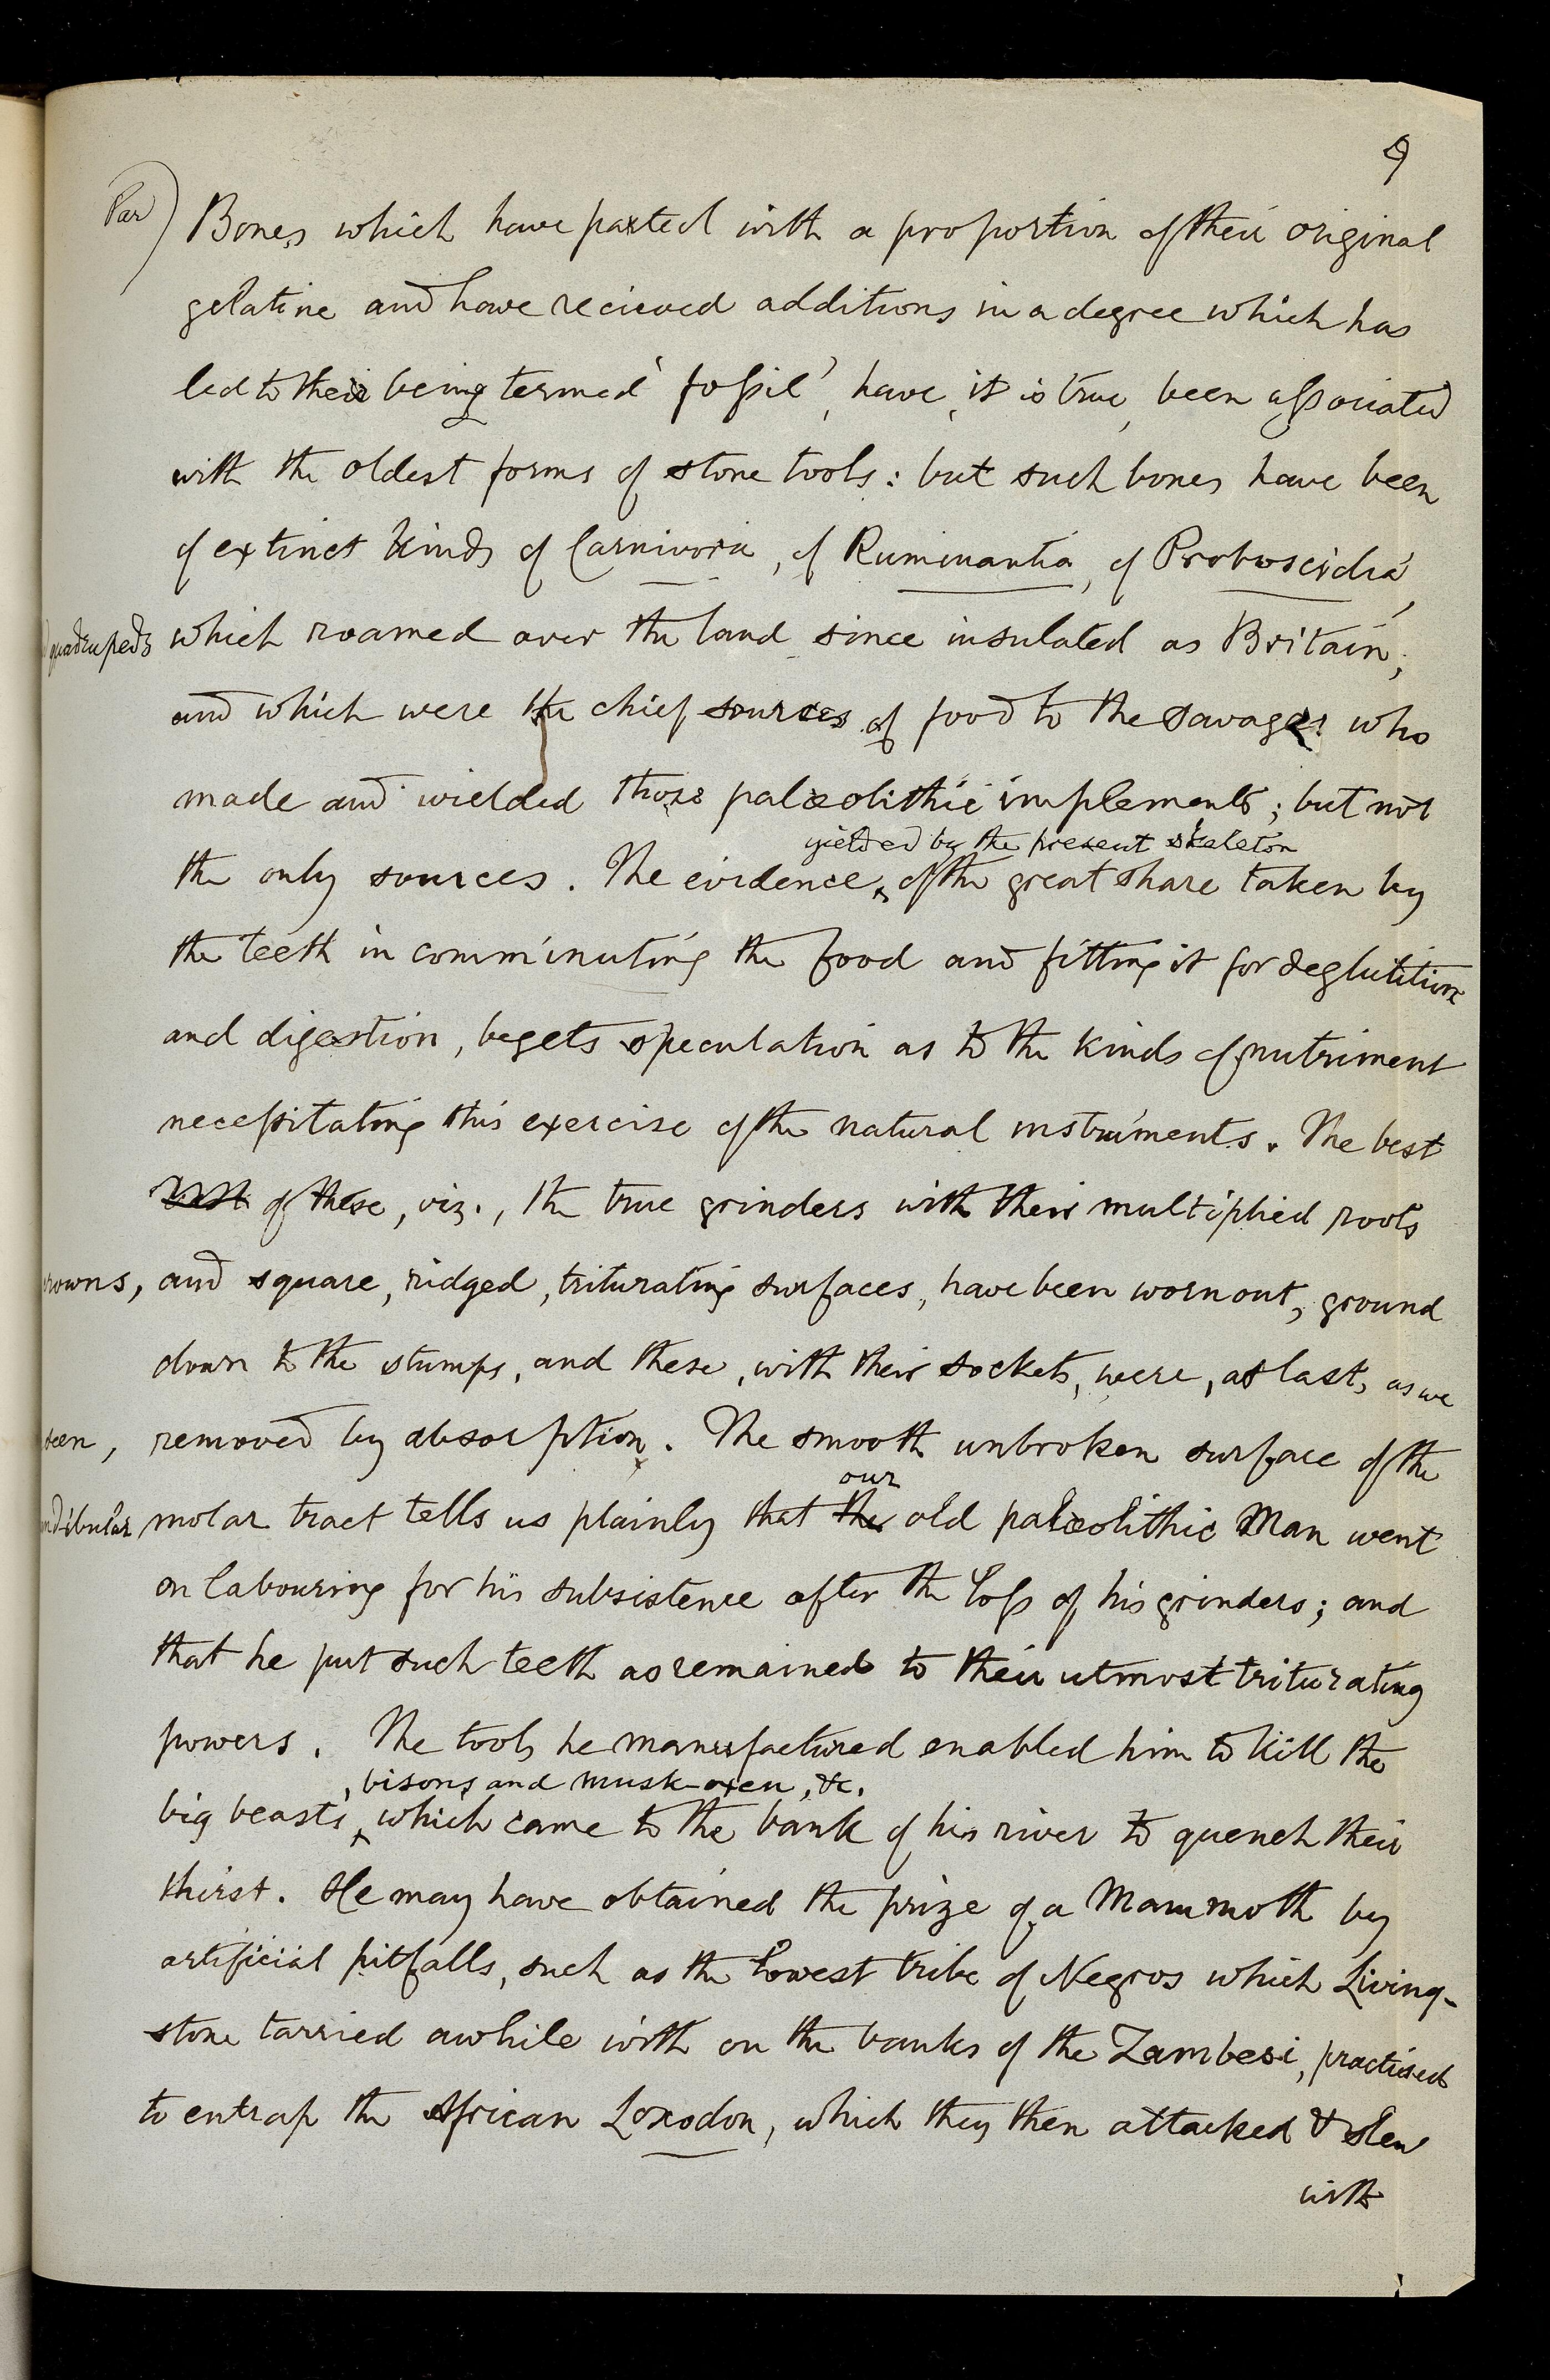 9
Par) Bones which have parted with a proportion of their original
gelatine and have recieved additions in a degree which has
led to their being termed 'fossil', have, it is true, been associated
with the oldest forms of stone tools: but such bones have been
of extinct kinds of Carnivora, of Ruminantia, of Proboscidia,
quadrupeds which roamed over the land since insulated as Britain;
and which were the chief sources of food to the savages who
made and wielded those palæolithic implements; but not
yielded by the present skeleton
the only sources. The evidence ‸ of the great share taken by
the teeth in comminuting the food and fitting it for deglutition
and digestion, begets speculation as to the kinds of nutriment
necessitating this exercise of the natural instruments. The best
of these, viz., the true grinders with their multiplied roots
rowns, and square, ridged, triturating surfaces, have been worn out, ground
down to the stumps, and these, with their sockets, were, at last, as we
seen, removed by absorption. The smooth unbroken surface of the
our
ndibular molar tract tells us plainly that the old palæolithic Man went
on labouring for his subsistence after the loss of his grinders; and
that he put such teeth as remained to their utmost triturating
powers. The tools he manufactured enabled him to kill the
, bisons and musk-oxen, &c.
big beasts ‸ which came to the bank of his river to quench their
thirst. He may have obtained the prize of a Mammoth by
artificial pitfalls, such as the lowest tribe of Negros which Living-
stone tarried awhile with on the banks of the Zambesi, practised
to entrap the African Loxodon, which they then attacked & slew
with